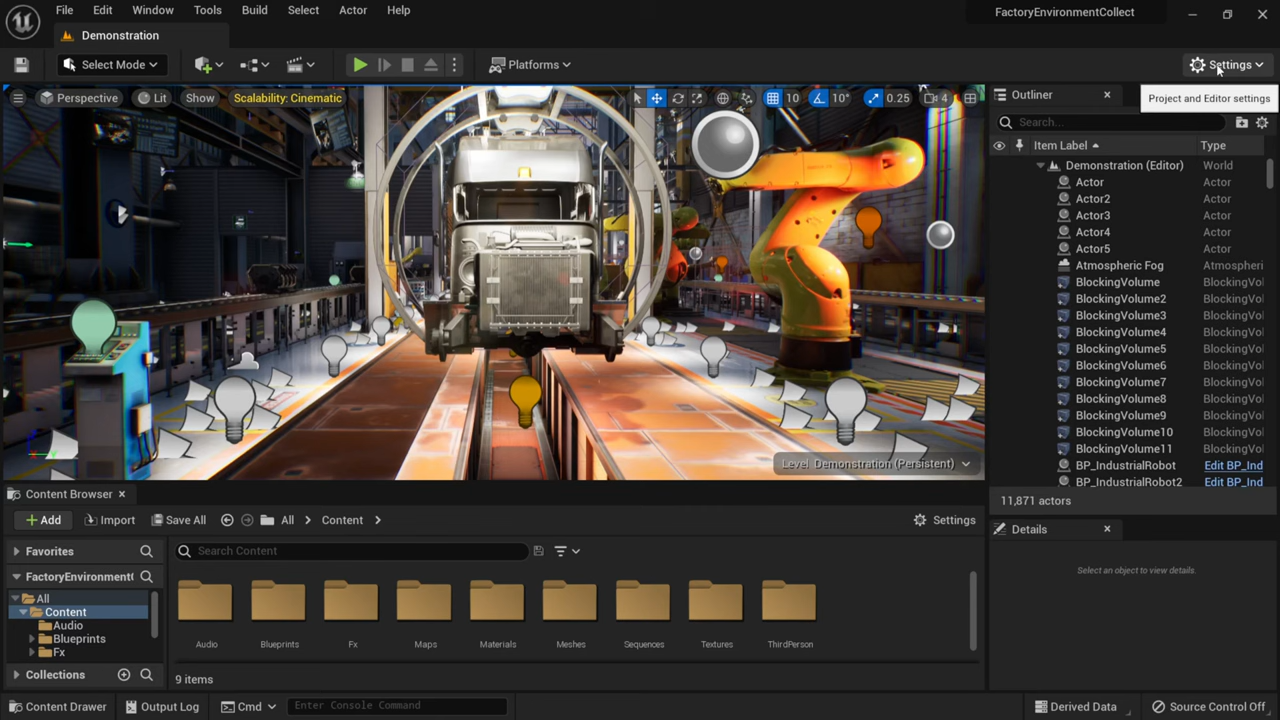 File Edit Window Tools Build Select Actor Help
FactoryEnvironmentCollect
Demonstration
Select Mode
Platforms
Settings
Project and Editor settings
Perspective Lit Show Scalability: Cinematic
10 10° 0.25 4
Level: Demonstration (Persistent)
Outliner
Search...
Item Label Type
Demonstration (Editor) World
Actor Actor
Actor2 Actor
Actor3 Actor
Actor4 Actor
Actor5 Actor
Atmospheric Fog Atmospheri
BlockingVolume BlockingVol
BlockingVolume2 BlockingVol
BlockingVolume3 BlockingVol
BlockingVolume4 BlockingVol
BlockingVolume5 BlockingVol
BlockingVolume6 BlockingVol
BlockingVolume7 BlockingVol
BlockingVolume8 BlockingVol
BlockingVolume9 BlockingVol
BlockingVolume10 BlockingVol
BlockingVolume11 BlockingVol
BP_IndustrialRobot Edit BP_Ind
BP_IndustrialRobot2 Edit BP_Ind
11,871 actors
Details
Select an object to view details.
Content Browser
Add Import Save All All Content Settings
Favorites
Search Content
FactoryEnvironmentC
All
Content
Audio
Blueprints
Fx
Collections
Audio Blueprints Fx Maps Materials Meshes Sequences Textures ThirdPerson
9 items
Content Drawer Output Log Cmd Enter Console Command Derived Data Source Control Off